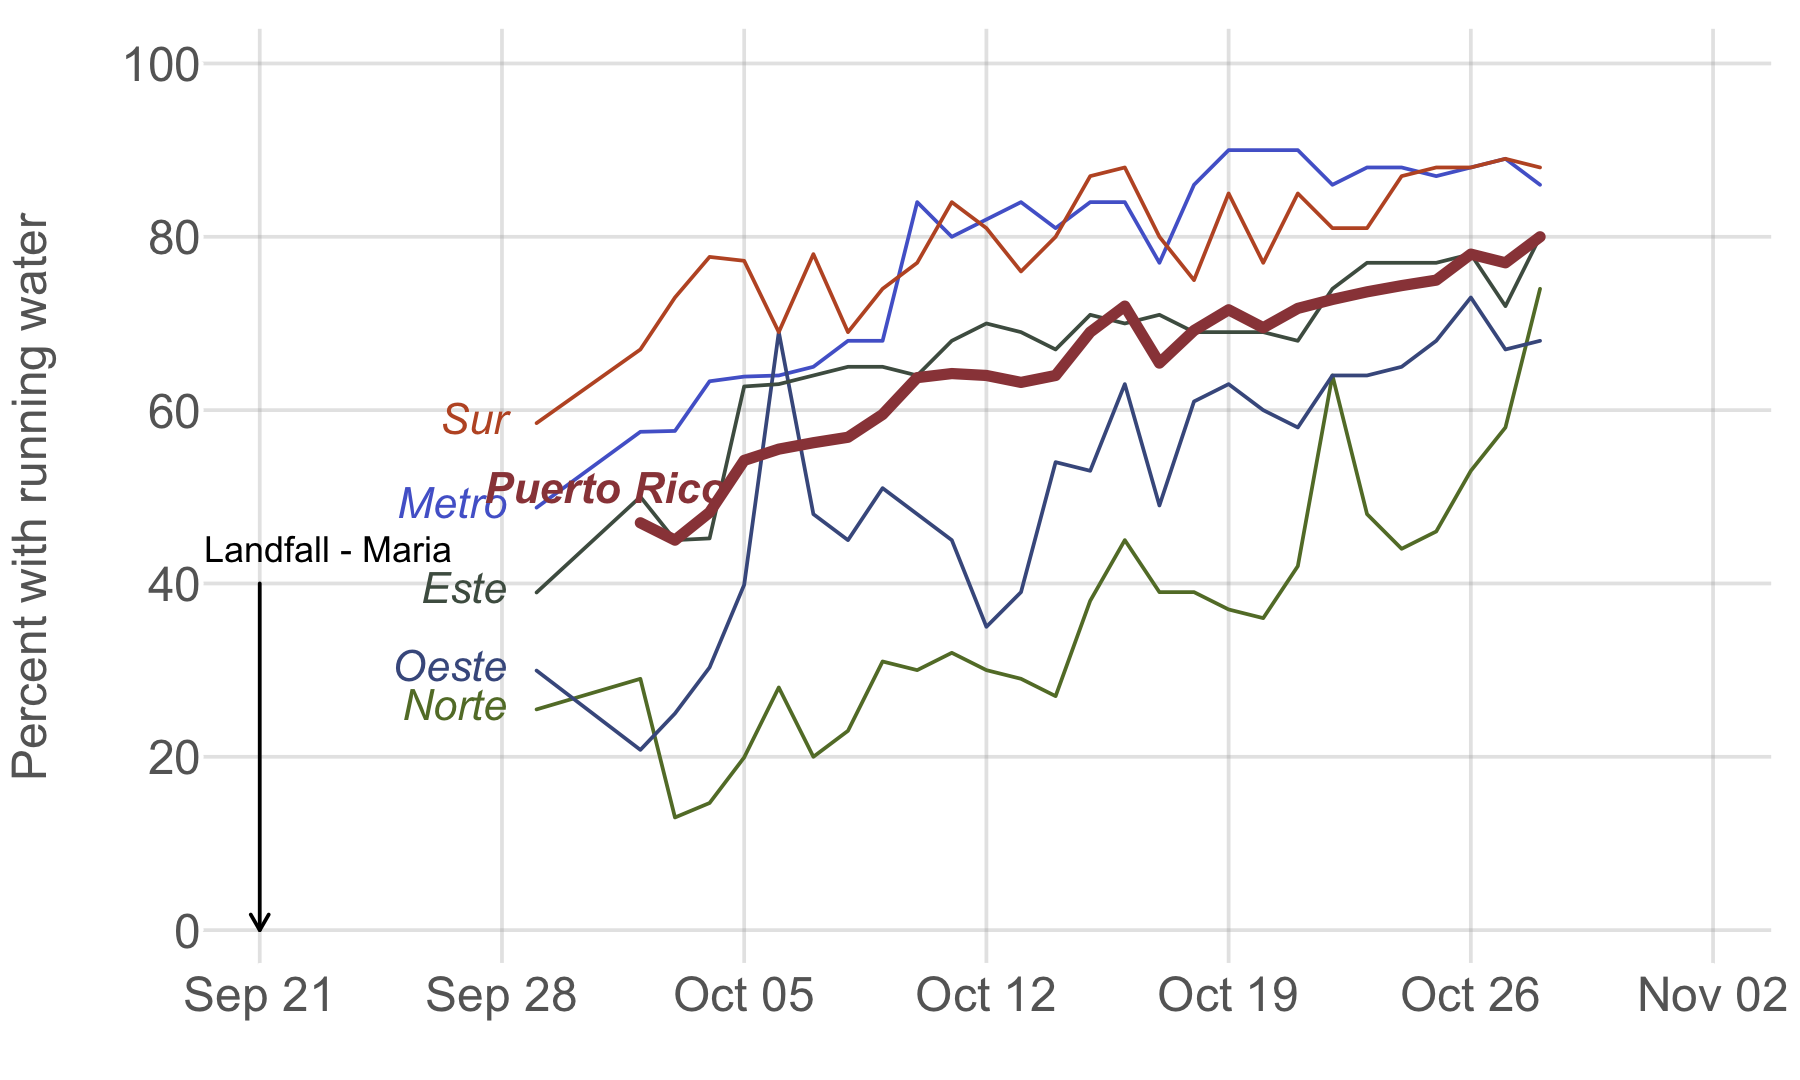 Percent with running water
100
80
60
40
20
0
Sur
Puerto Rico
Metro
Landfall - Maria
Este
Oeste
Norte
Sep 21
Sep 28
Oct 05
Oct 12
Oct 19
Oct 26
Nov 02